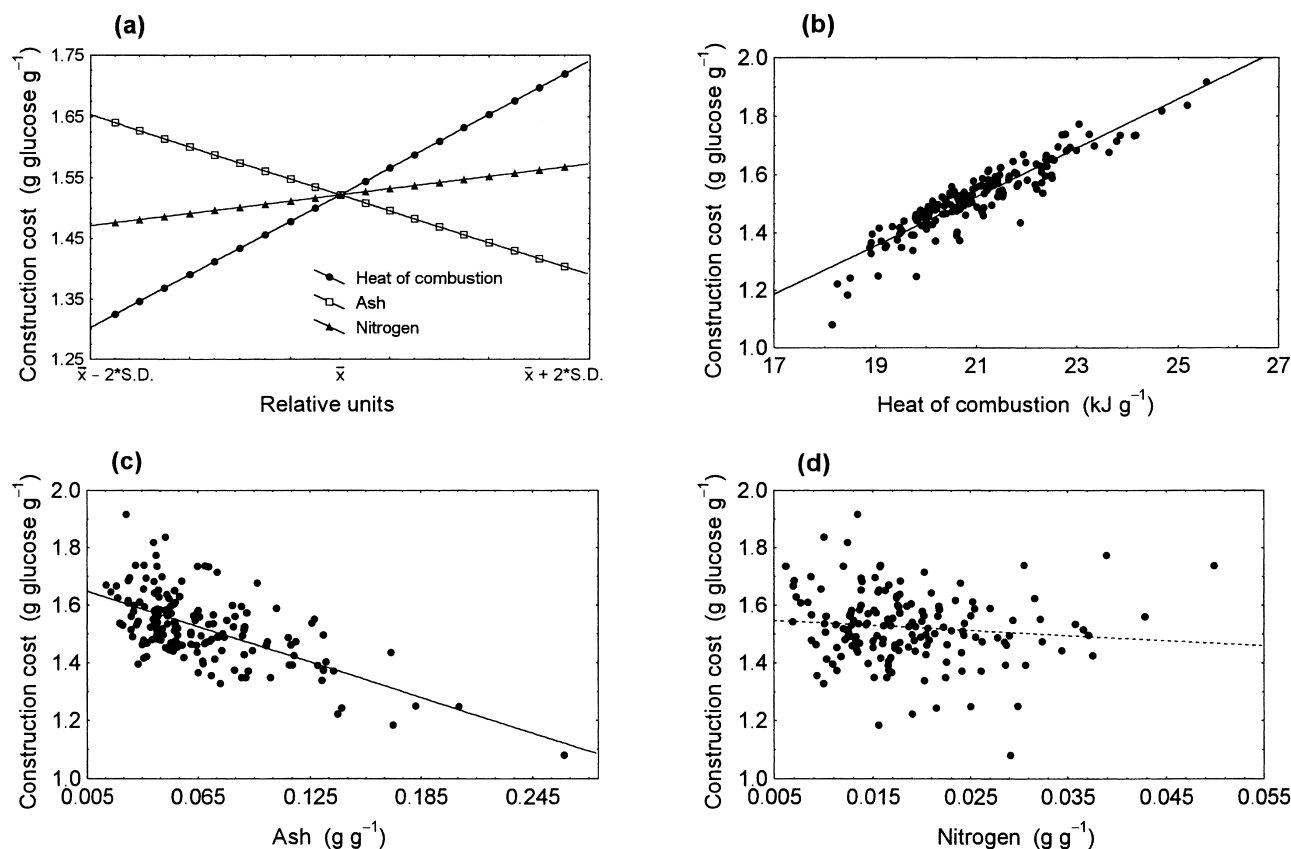 (a)
Construction cost (g glucose g⁻¹)
1.75
1.65
1.55
1.45
1.35
1.25
Heat of combustion
Ash
Nitrogen
x̄ – 2*S.D.
x̄
x̄ + 2*S.D.
Relative units
(b)
Construction cost (g glucose g⁻¹)
2.0
1.8
1.6
1.4
1.2
1.0
17
19
21
23
25
27
Heat of combustion (kJ g⁻¹)
(c)
Construction cost (g glucose g⁻¹)
2.0
1.8
1.6
1.4
1.2
1.0
0.005
0.065
0.125
0.185
0.245
Ash (g g⁻¹)
(d)
Construction cost (g glucose g⁻¹)
2.0
1.8
1.6
1.4
1.2
1.0
0.005
0.015
0.025
0.035
0.045
0.055
Nitrogen (g g⁻¹)